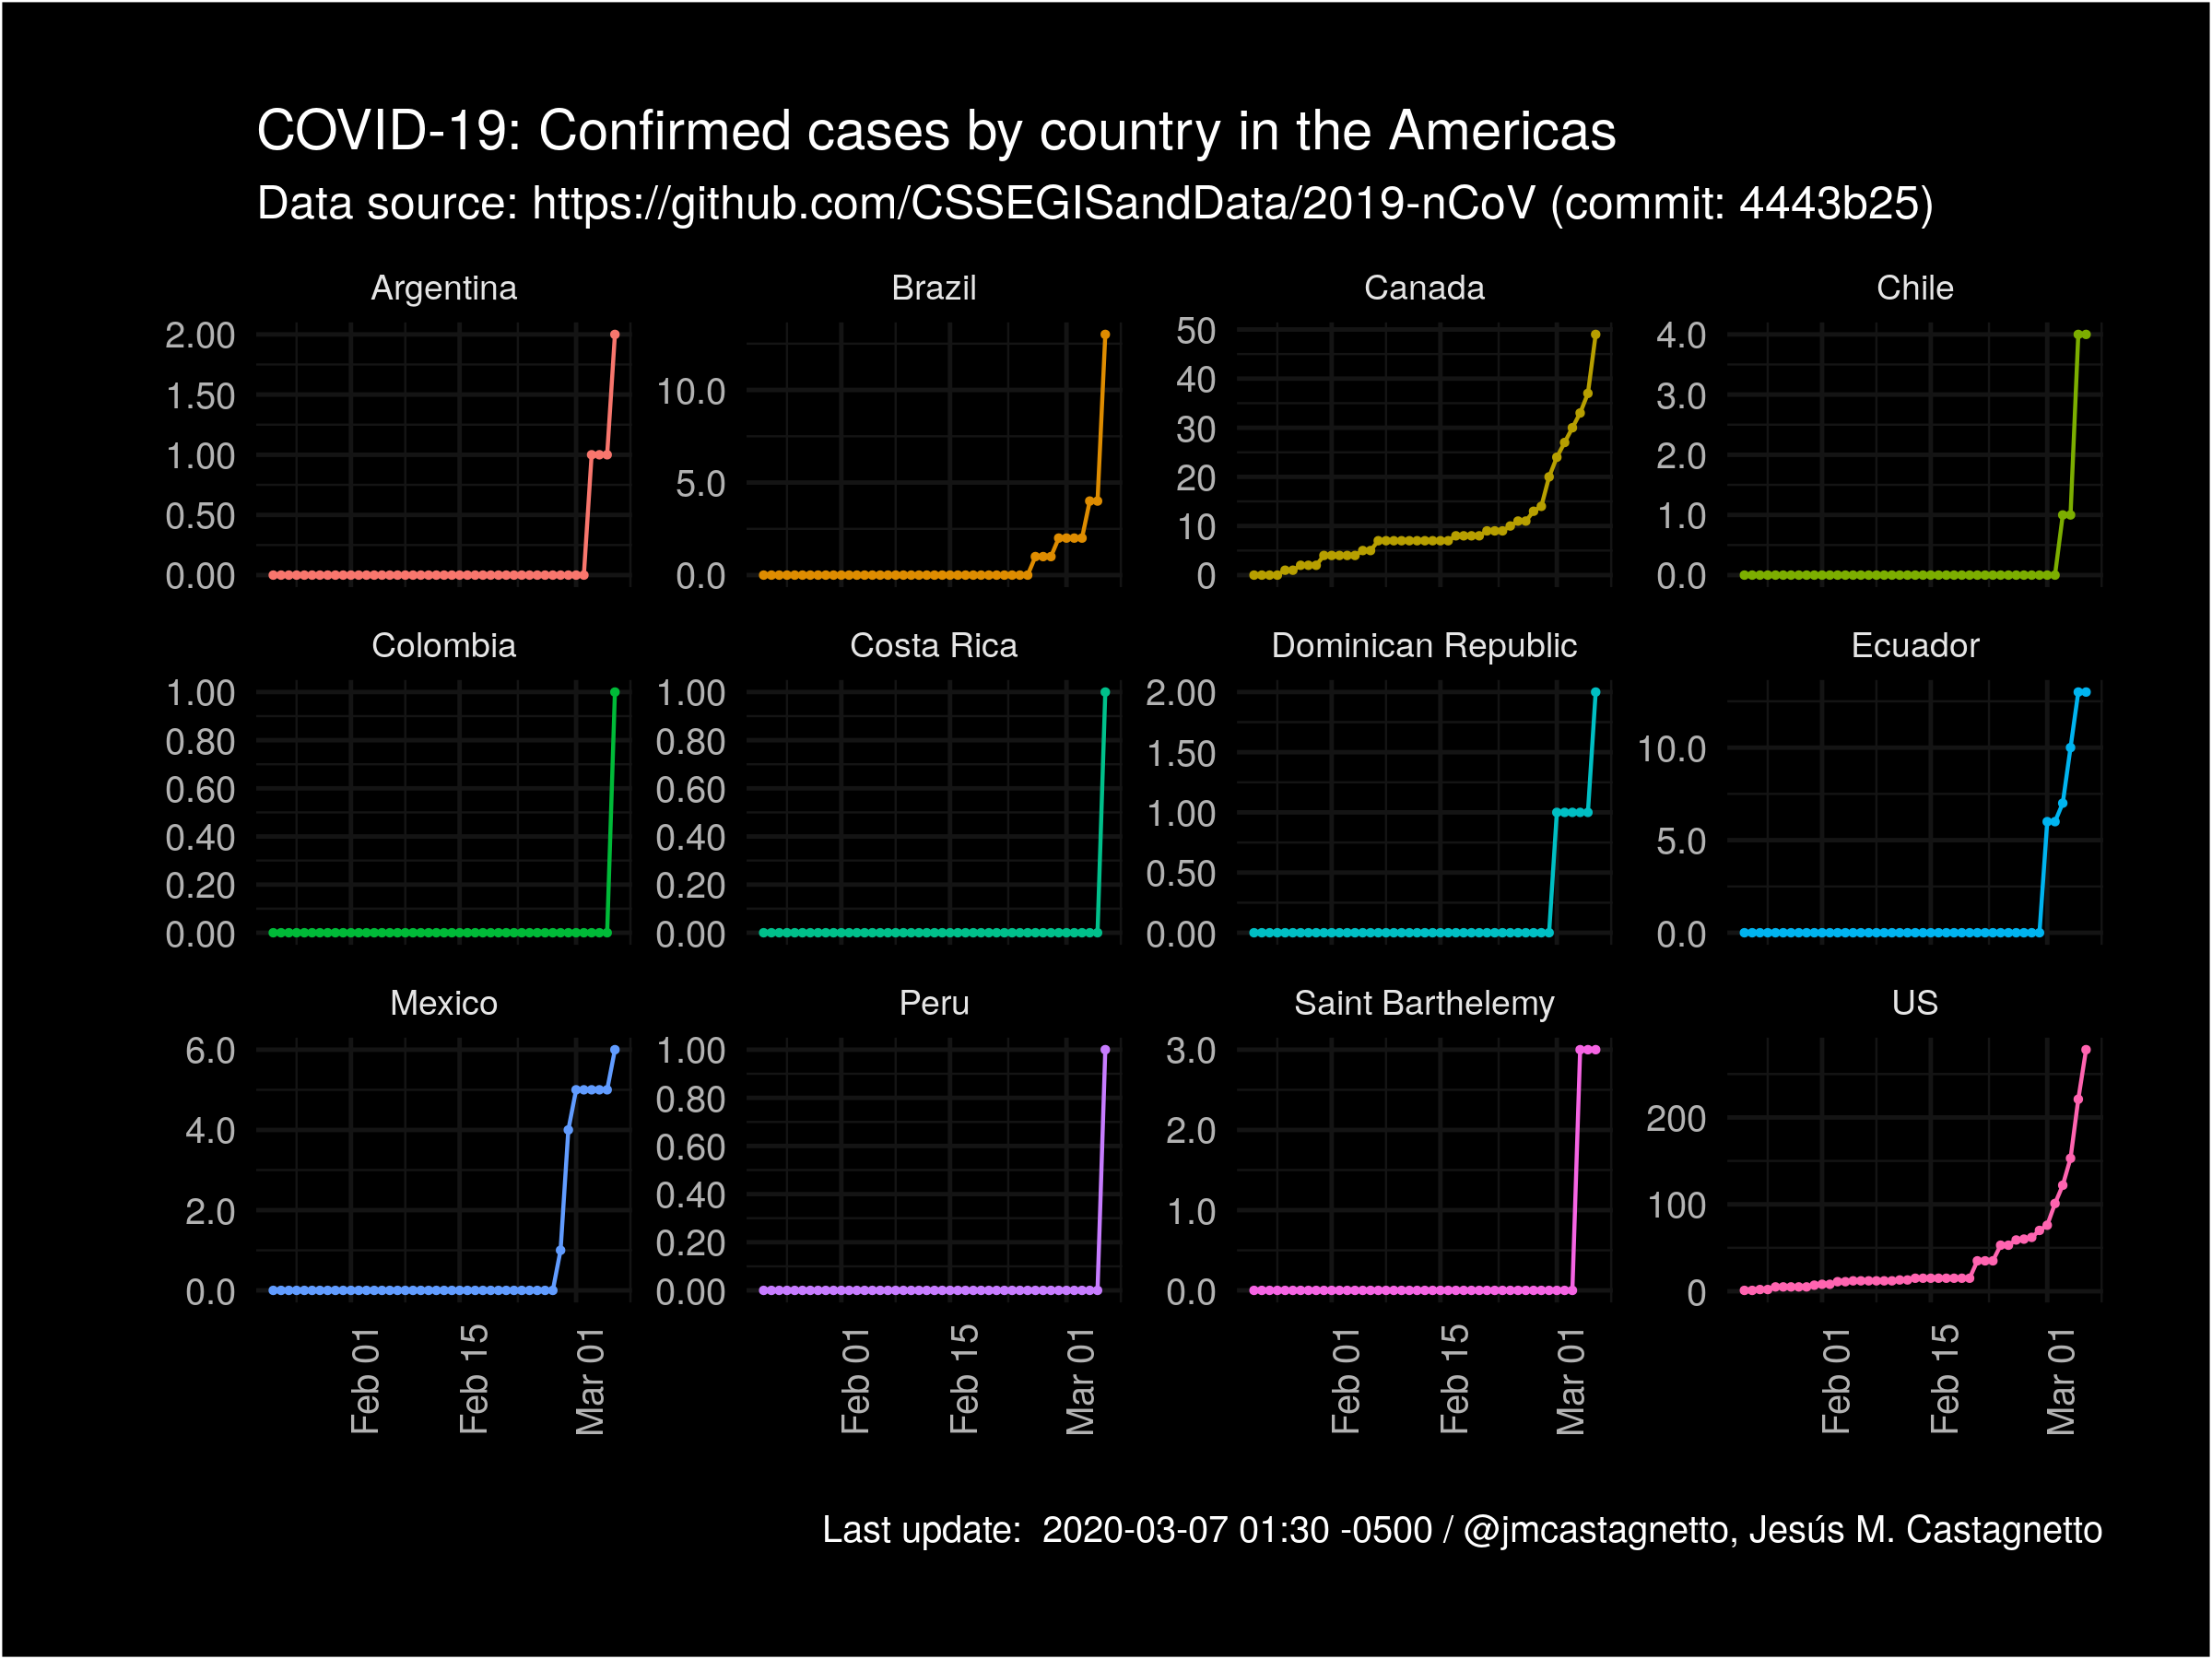 COVID-19: Confirmed cases by country in the Americas
Data source: https://github.com/CSSEGISandData/2019-nCoV (commit: 4443b25)
Argentina
2.00
1.50
1.00
0.50
0.00
Brazil
10.0
5.0
0.0
Canada
50
40
30
20
10
0
Chile
4.0
3.0
2.0
1.0
0.0
Colombia
1.00
0.80
0.60
0.40
0.20
0.00
Costa Rica
1.00
0.80
0.60
0.40
0.20
0.00
Dominican Republic
2.00
1.50
1.00
0.50
0.00
Ecuador
10.0
5.0
0.0
Mexico
6.0
4.0
2.0
0.0
Feb 01
Feb 15
Mar 01
Peru
1.00
0.80
0.60
0.40
0.20
0.00
Feb 01
Feb 15
Mar 01
Saint Barthelemy
3.0
2.0
1.0
0.0
Feb 01
Feb 15
Mar 01
US
200
100
0
Feb 01
Feb 15
Mar 01
Last update:  2020-03-07 01:30 -0500 / @jmcastagnetto, Jesús M. Castagnetto